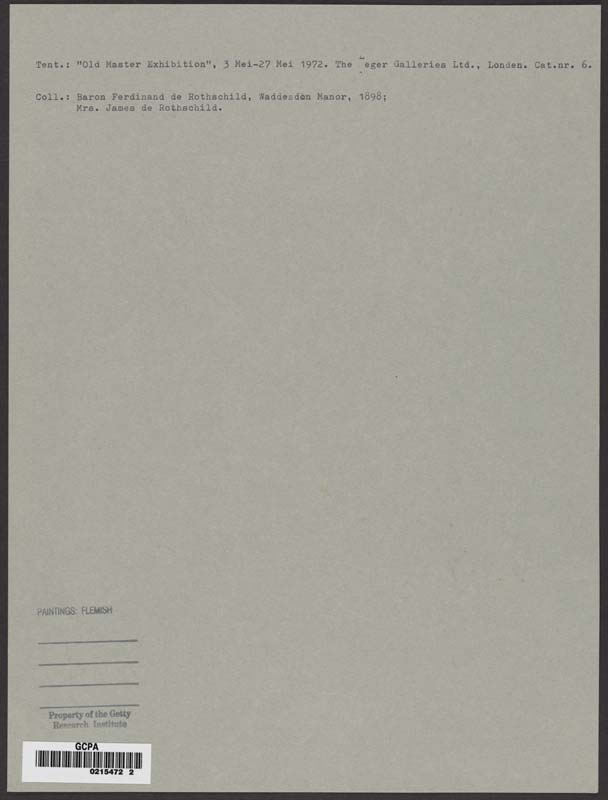 Tent.: "Old Master Exhibition", 3 Mei-27 Mei 1972. The eger Galleries Ltd., Londen. Cat.nr. 6.
Coll.: Baron Ferdinand de Rothschild, Waddesdon Manor, 1898;
Mrs. James de Rothschild.
PAINTINGS: FLEMISH
Property of the Getty
Research Institute
GCPA
0215472 2